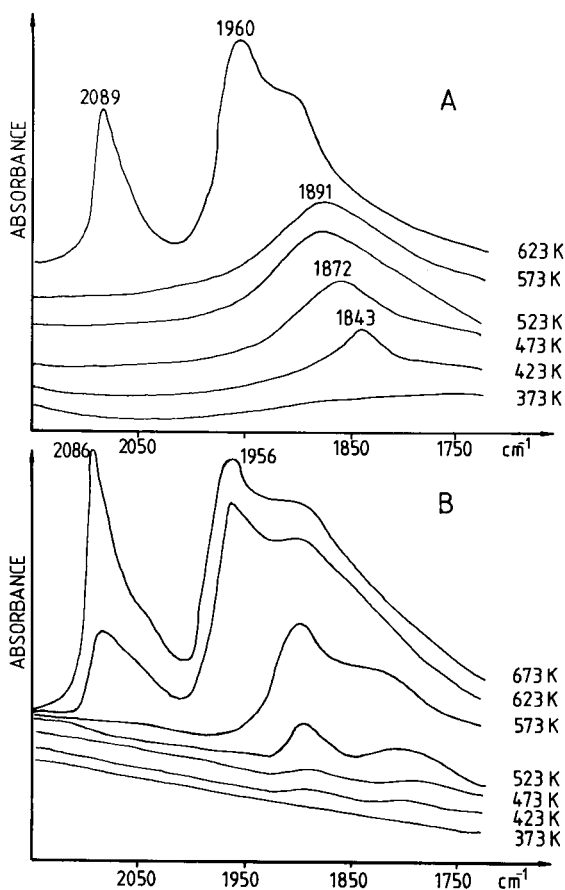 1960
2089
A
ABSORBANCE
1891
1872
1843
623 K
573 K
523 K
473 K
423 K
373 K
2050
1950
1850
1750
cm⁻¹
2086
1956
B
ABSORBANCE
673 K
623 K
573 K
523 K
473 K
423 K
373 K
2050
1950
1850
1750
cm⁻¹